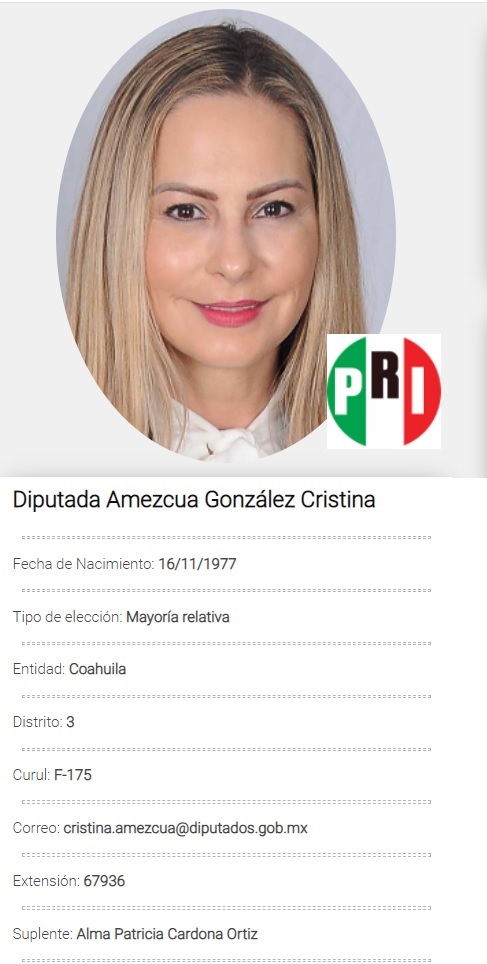 PRI
Diputada Amezcua González Cristina
Fecha de Nacimiento: 16/11/1977
Tipo de elección: Mayoría relativa
Entidad: Coahuila
Distrito: 3
Curul: F-175
Correo: cristina.amezcua@diputados.gob.mx
Extensión: 67936
Suplente: Alma Patricia Cardona Ortiz